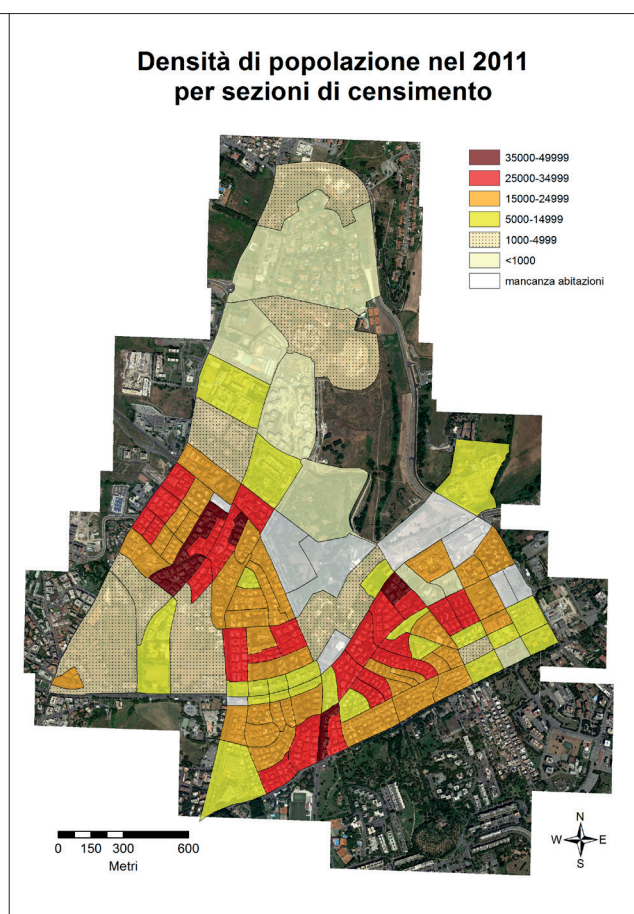 Densità di popolazione nel 2011
per sezioni di censimento
35000-49999
25000-34999
15000-24999
5000-14999
1000-4999
<1000
mancanza abitazioni
0 150 300 600
Metri
N
W E
S